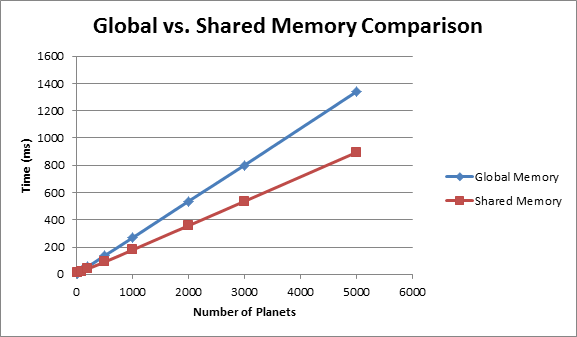 Global vs. Shared Memory Comparison
1600
1400
1200
1000
800
600
400
200
0
Time (ms)
0 1000 2000 3000 4000 5000 6000
Number of Planets
Global Memory
Shared Memory